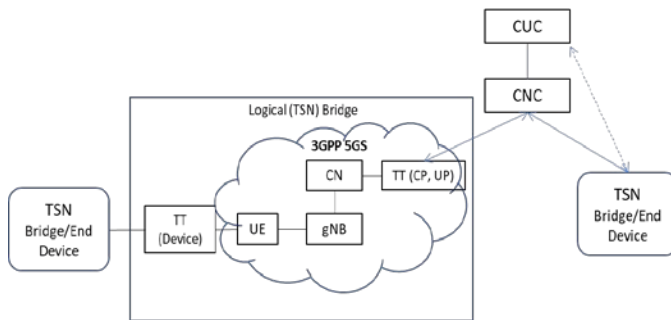 CUC
CNC
Logical (TSN) Bridge
3GPP 5GS
CN
TT (CP, UP)
TSN
Bridge/End
Device
TT
(Device)
UE
gNB
TSN
Bridge/End
Device